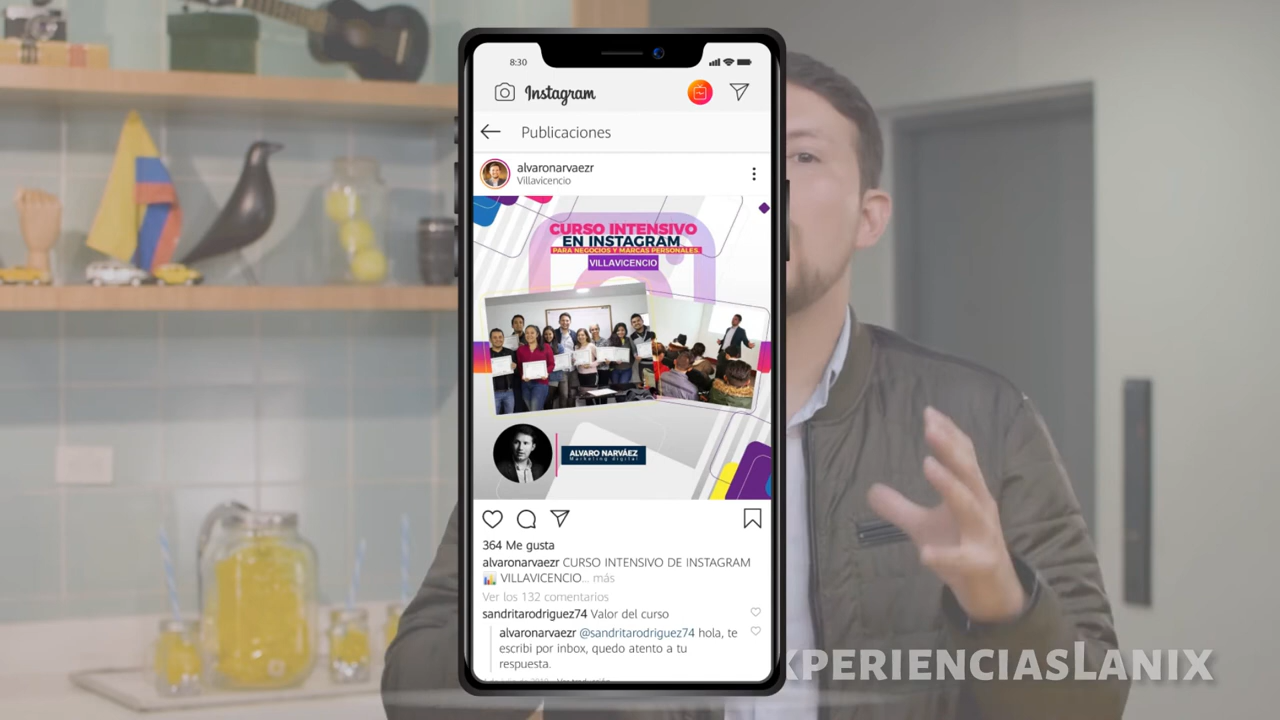 8:30
Instagram
Publicaciones
alvaronarvaezr
Villavicencio
CURSO INTENSIVO
EN INSTAGRAM
PARA NEGOCIOS Y MARCAS PERSONALES.
VILLAVICENCIO
ALVARO NARVÁEZ
Marketing digital
364 Me gusta
alvaronarvaezr CURSO INTENSIVO DE INSTAGRAM
📊 VILLAVICENCIO... más
Ver los 132 comentarios
sandritarodriguez74 Valor del curso
alvaronarvaezr @sandritarodriguez74 hola, te
escribi por inbox, quedo atento a tu
respuesta.
XPERIENCIASLANIX